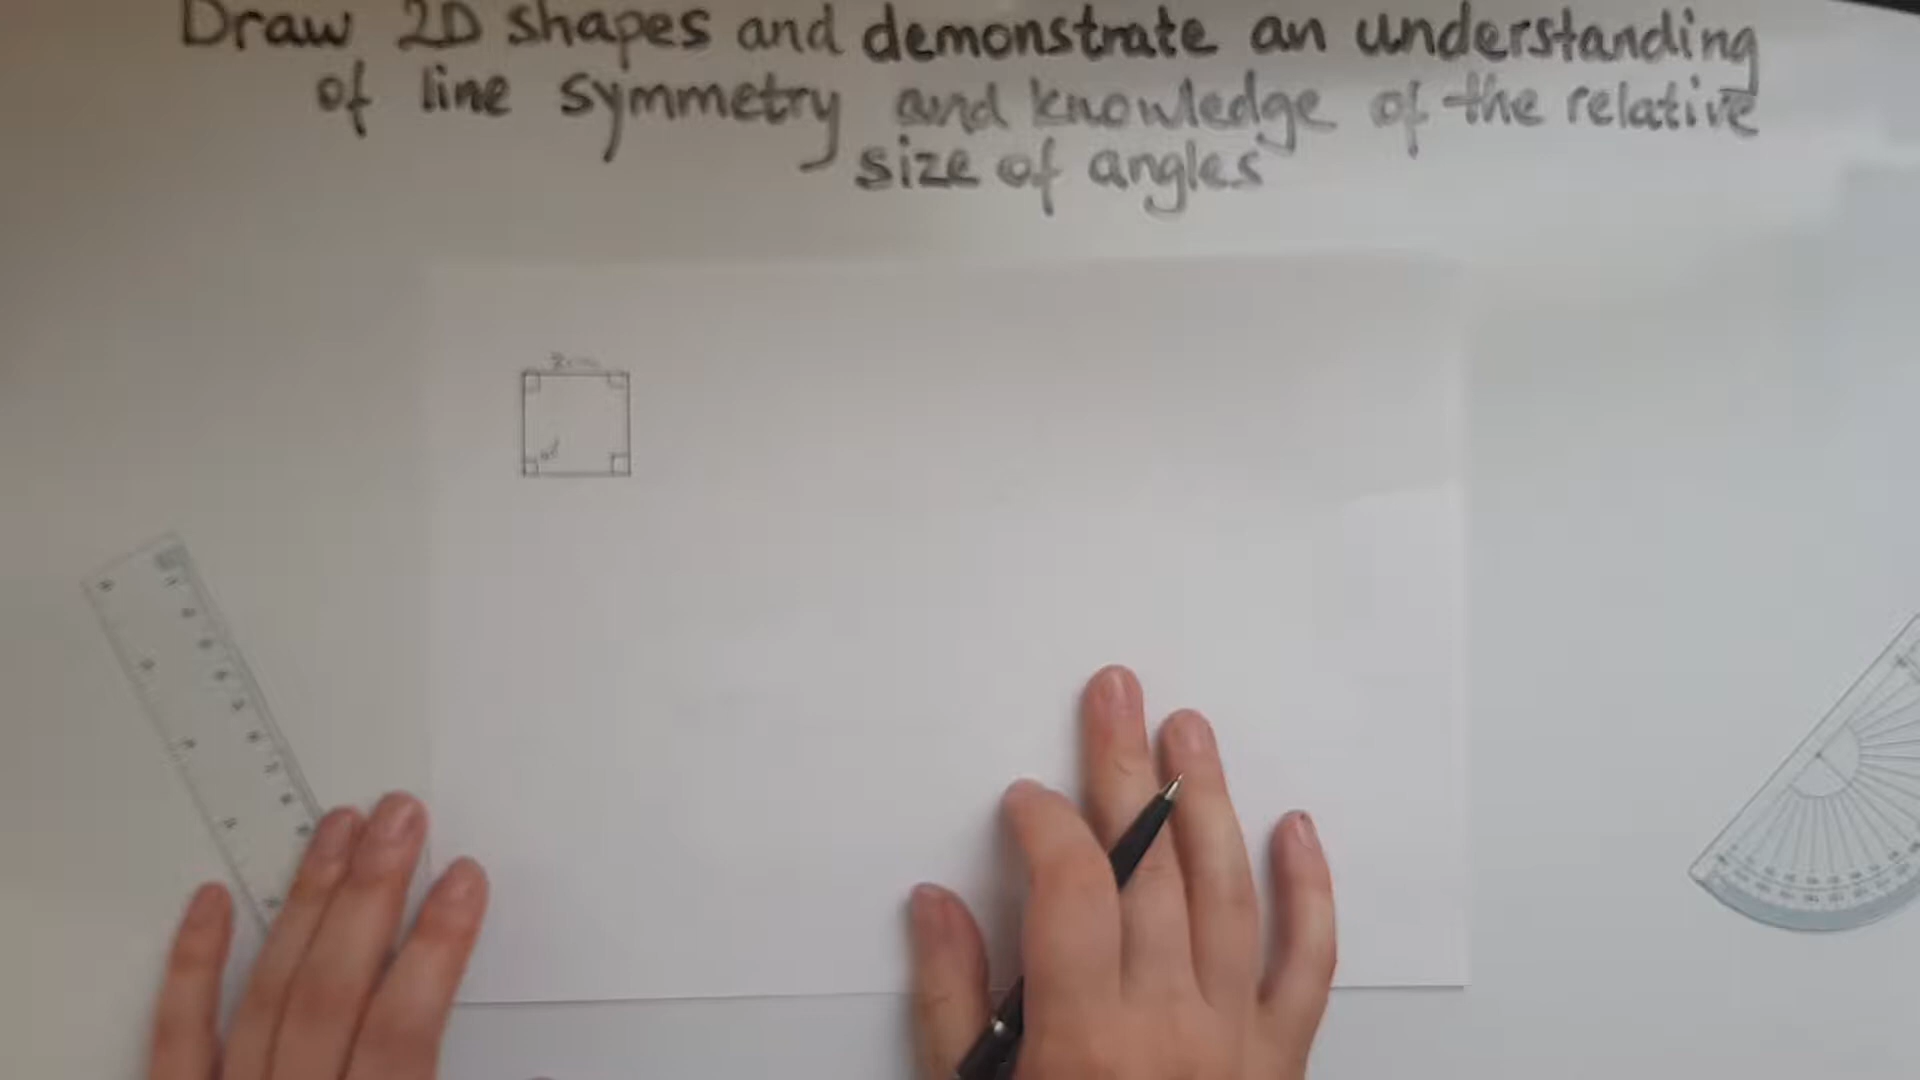 Draw 2D shapes and demonstrate an understanding
of line symmetry and knowledge of the relative
size of angles